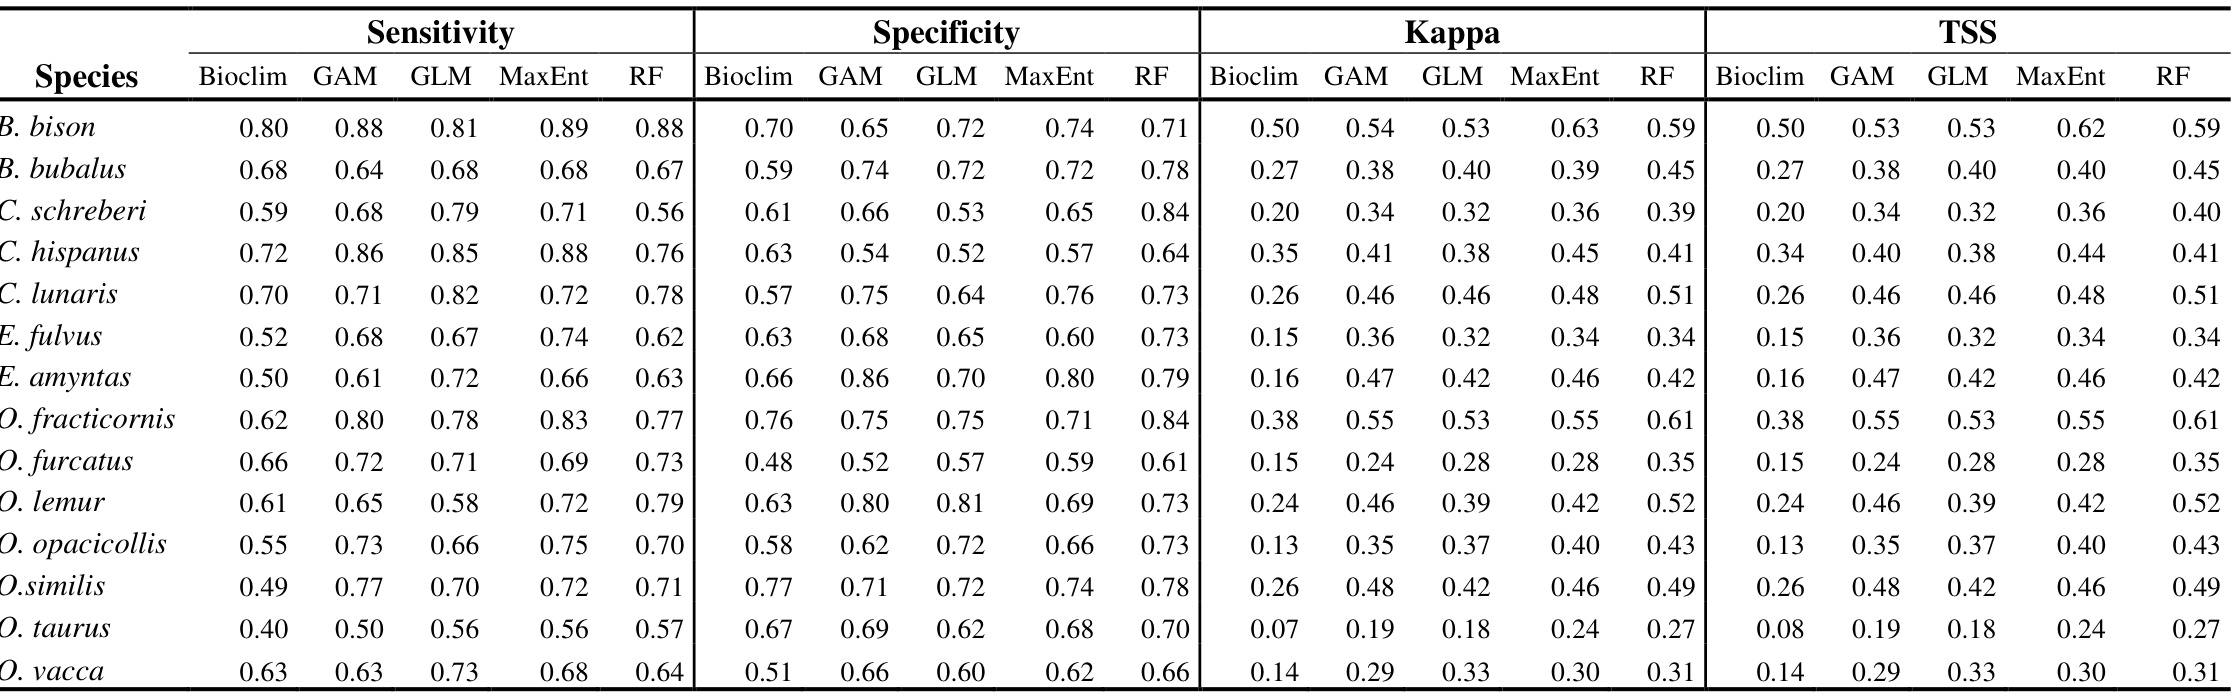 Sensitivity Specificity Kappa TSS
Species Bioclim GAM GLM MaxEnt RF Bioclim GAM GLM MaxEnt RF Bioclim GAM GLM MaxEnt RF Bioclim GAM GLM MaxEnt RF
B. bison 0.80 0.88 0.81 0.89 0.88 0.70 0.65 0.72 0.74 0.71 0.50 0.54 0.53 0.63 0.59 0.50 0.53 0.53 0.62 0.59
B. bubalus 0.68 0.64 0.68 0.68 0.67 0.59 0.74 0.72 0.72 0.78 0.27 0.38 0.40 0.39 0.45 0.27 0.38 0.40 0.40 0.45
C. schreberi 0.59 0.68 0.79 0.71 0.56 0.61 0.66 0.53 0.65 0.84 0.20 0.34 0.32 0.36 0.39 0.20 0.34 0.32 0.36 0.40
C. hispanus 0.72 0.86 0.85 0.88 0.76 0.63 0.54 0.52 0.57 0.64 0.35 0.41 0.38 0.45 0.41 0.34 0.40 0.38 0.44 0.41
C. lunaris 0.70 0.71 0.82 0.72 0.78 0.57 0.75 0.64 0.76 0.73 0.26 0.46 0.46 0.48 0.51 0.26 0.46 0.46 0.48 0.51
E. fulvus 0.52 0.68 0.67 0.74 0.62 0.63 0.68 0.65 0.60 0.73 0.15 0.36 0.32 0.34 0.34 0.15 0.36 0.32 0.34 0.34
E. amyntas 0.50 0.61 0.72 0.66 0.63 0.66 0.86 0.70 0.80 0.79 0.16 0.47 0.42 0.46 0.42 0.16 0.47 0.42 0.46 0.42
O. fracticornis 0.62 0.80 0.78 0.83 0.77 0.76 0.75 0.75 0.71 0.84 0.38 0.55 0.53 0.55 0.61 0.38 0.55 0.53 0.55 0.61
O. furcatus 0.66 0.72 0.71 0.69 0.73 0.48 0.52 0.57 0.59 0.61 0.15 0.24 0.28 0.28 0.35 0.15 0.24 0.28 0.28 0.35
O. lemur 0.61 0.65 0.58 0.72 0.79 0.63 0.80 0.81 0.69 0.73 0.24 0.46 0.39 0.42 0.52 0.24 0.46 0.39 0.42 0.52
O. opacicollis 0.55 0.73 0.66 0.75 0.70 0.58 0.62 0.72 0.66 0.73 0.13 0.35 0.37 0.40 0.43 0.13 0.35 0.37 0.40 0.43
O.similis 0.49 0.77 0.70 0.72 0.71 0.77 0.71 0.72 0.74 0.78 0.26 0.48 0.42 0.46 0.49 0.26 0.48 0.42 0.46 0.49
O. taurus 0.40 0.50 0.56 0.56 0.57 0.67 0.69 0.62 0.68 0.70 0.07 0.19 0.18 0.24 0.27 0.08 0.19 0.18 0.24 0.27
O. vacca 0.63 0.63 0.73 0.68 0.64 0.51 0.66 0.60 0.62 0.66 0.14 0.29 0.33 0.30 0.31 0.14 0.29 0.33 0.30 0.31